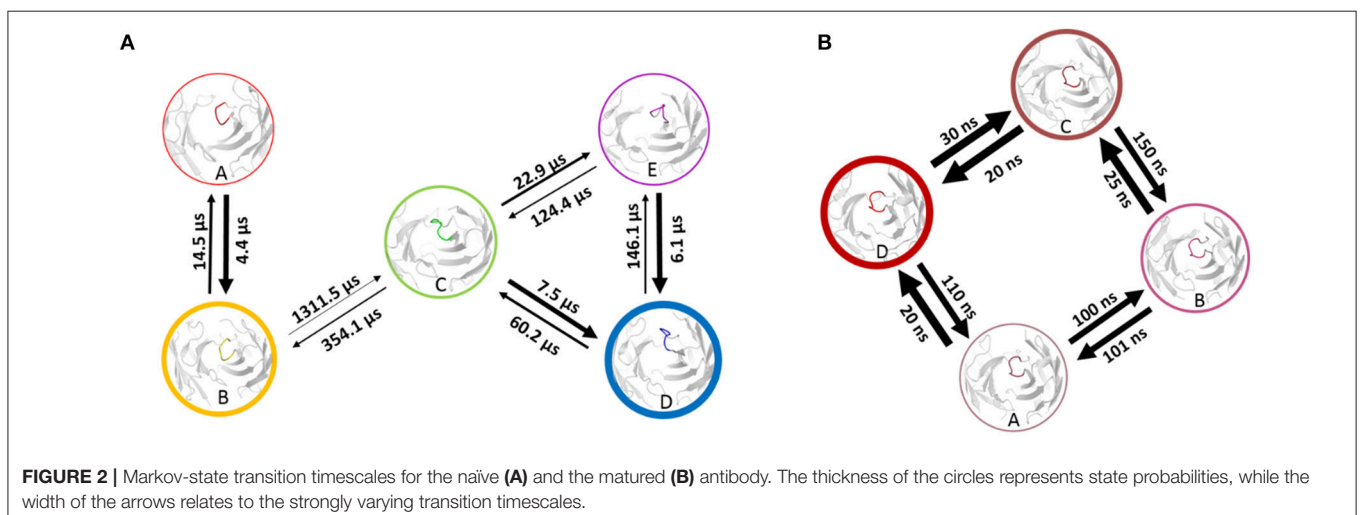 A
B
A
14.5 µs
4.4 µs
B
1311.5 µs
354.1 µs
C
22.9 µs
124.4 µs
E
146.1 µs
6.1 µs
7.5 µs
60.2 µs
D
C
30 ns
20 ns
150 ns
25 ns
D
B
110 ns
20 ns
100 ns
101 ns
A
FIGURE 2 | Markov-state transition timescales for the naïve (A) and the matured (B) antibody. The thickness of the circles represents state probabilities, while the
width of the arrows relates to the strongly varying transition timescales.